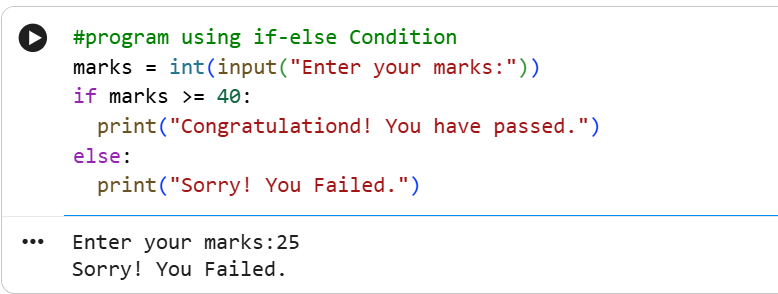 #program using if-else Condition
marks = int(input("Enter your marks:"))
if marks >= 40:
  print("Congratulationd! You have passed.")
else:
  print("Sorry! You Failed.")
Enter your marks:25
Sorry! You Failed.